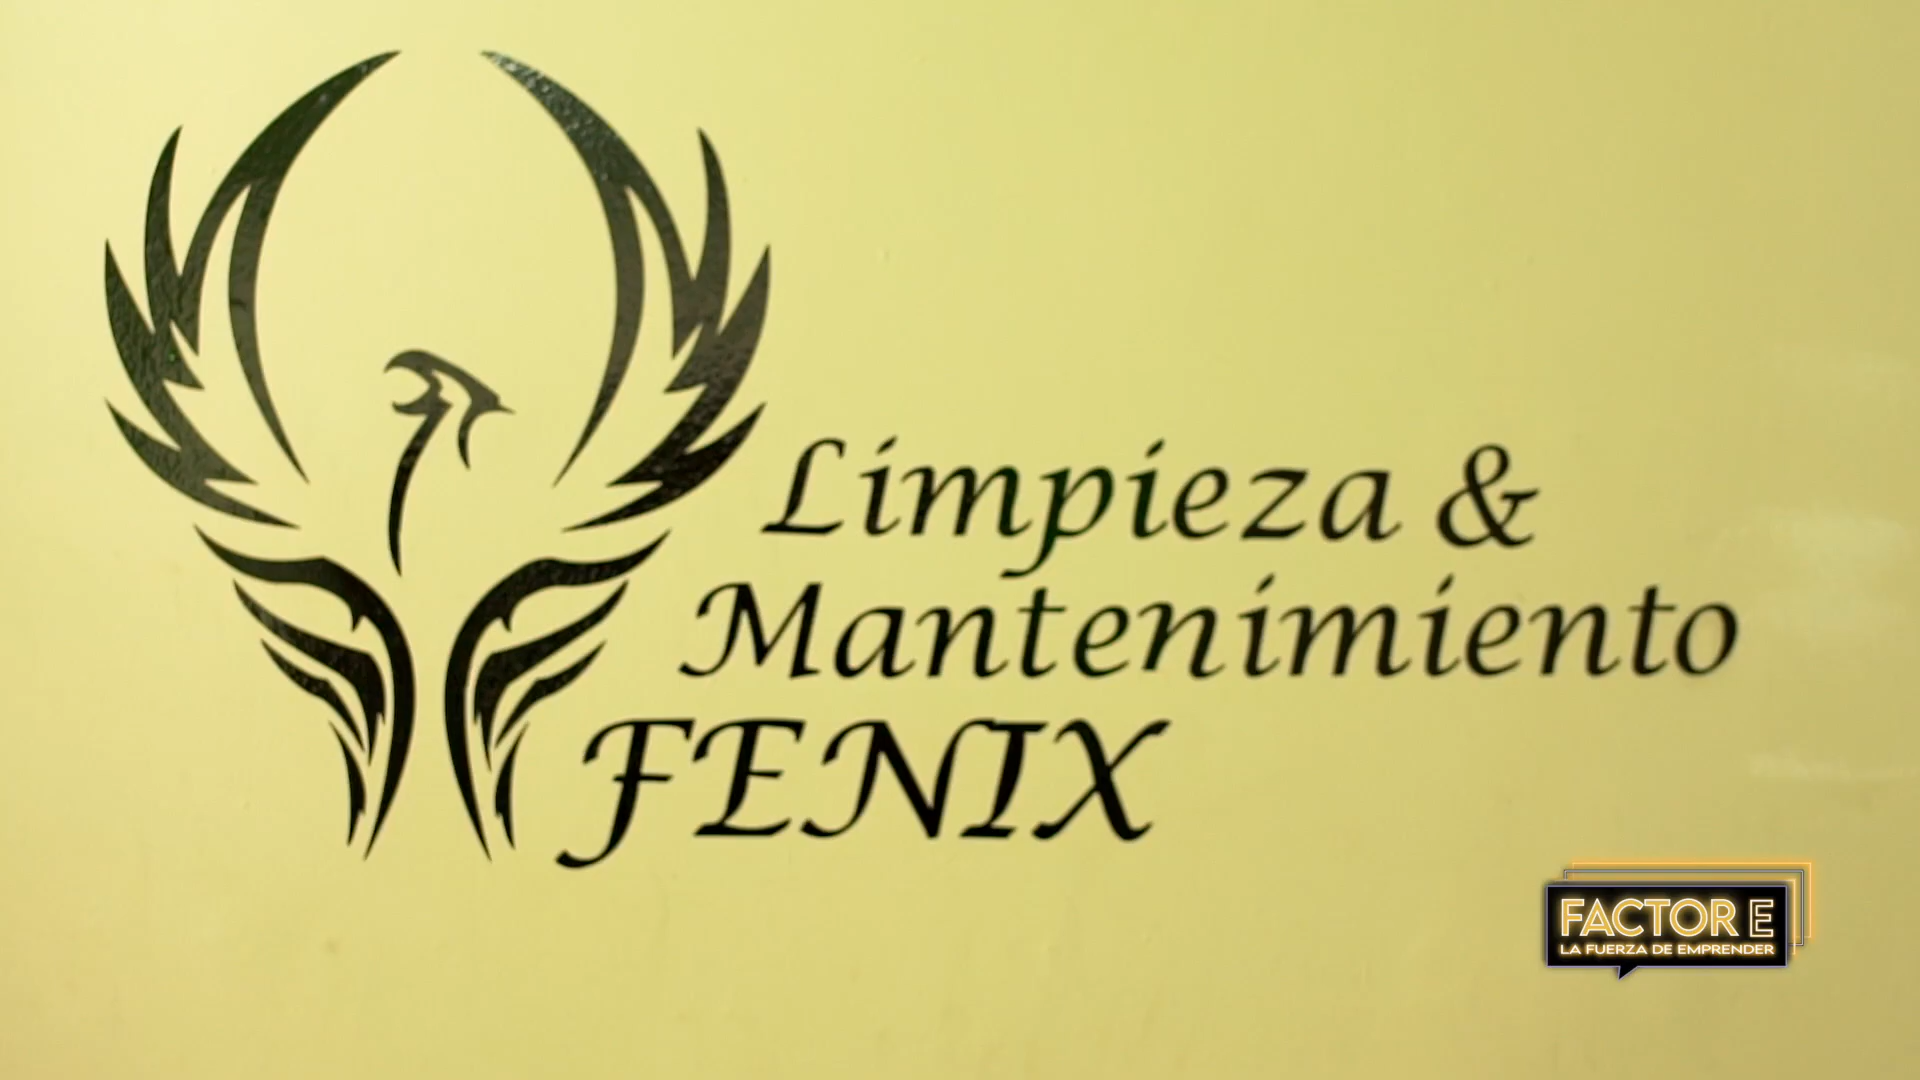 Limpieza &
Mantenimiento
FENIX
FACTOR E
LA FUERZA DE EMPRENDER